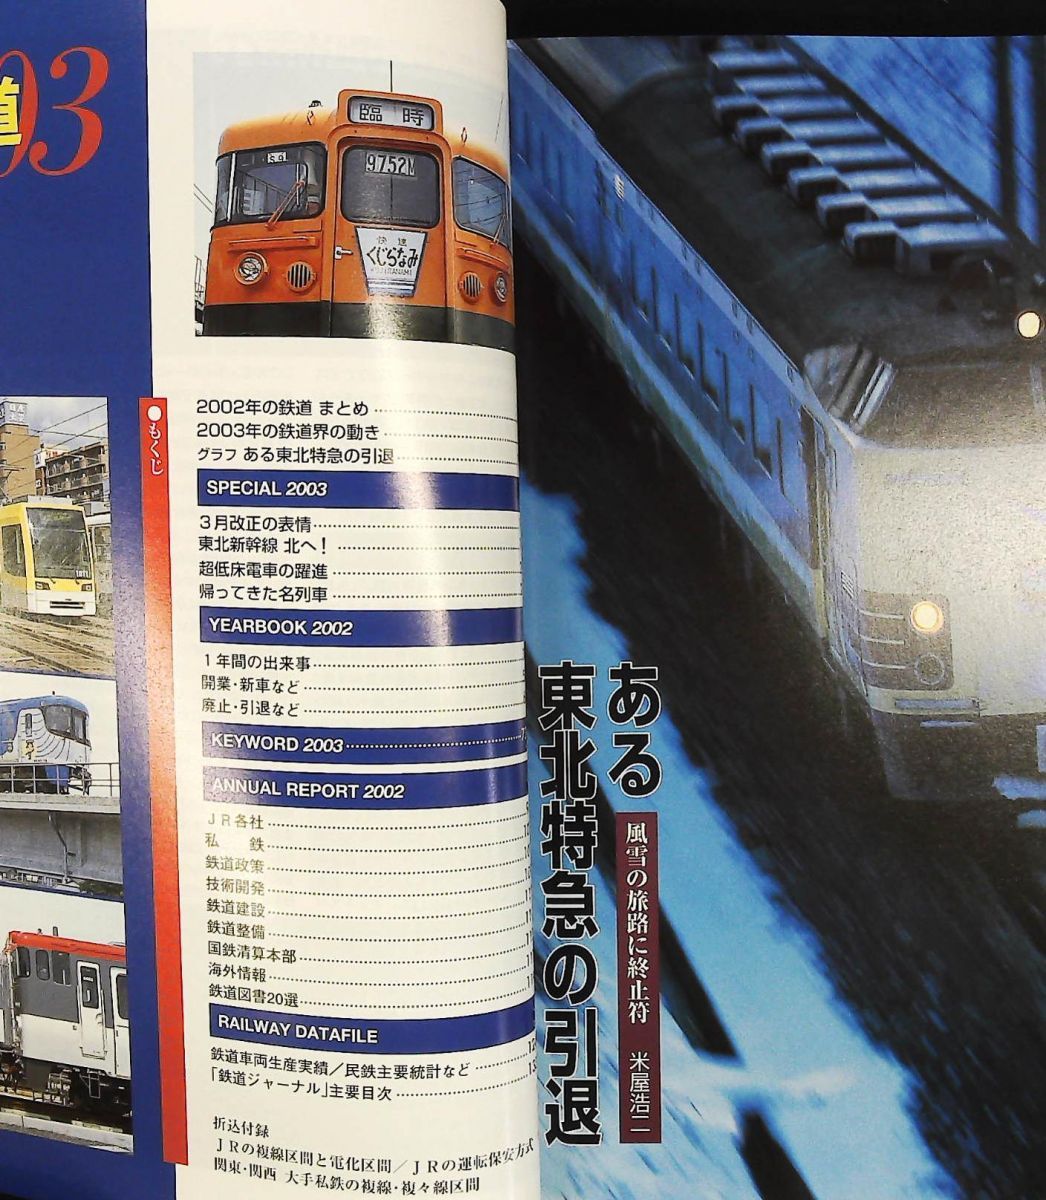 道
03
臨時
S 9
9752M
快速
くじらなみ
KUJIRANAMI
●もくじ
2002年の鉄道 まとめ
2003年の鉄道界の動き
グラフ ある東北特急の引退
SPECIAL 2003
3月改正の表情
東北新幹線 北へ!
超低床電車の躍進
帰ってきた名列車
YEARBOOK 2002
1年間の出来事
開業・新車など
廃止・引退など
KEYWORD 2003
ANNUAL REPORT 2002
JR各社
私鉄
鉄道政策
技術開発
鉄道建設
鉄道整備
国鉄清算本部
海外情報
鉄道図書20選
RAILWAY DATAFILE
鉄道車両生産実績/民鉄主要統計など
「鉄道ジャーナル」主要目次
折込付録
JRの複線区間と電化区間/JRの運転保安方式
関東・関西 大手私鉄の複線・複々線区間
ある
東北特急の引退
風雪の旅路に終止符 米屋浩二